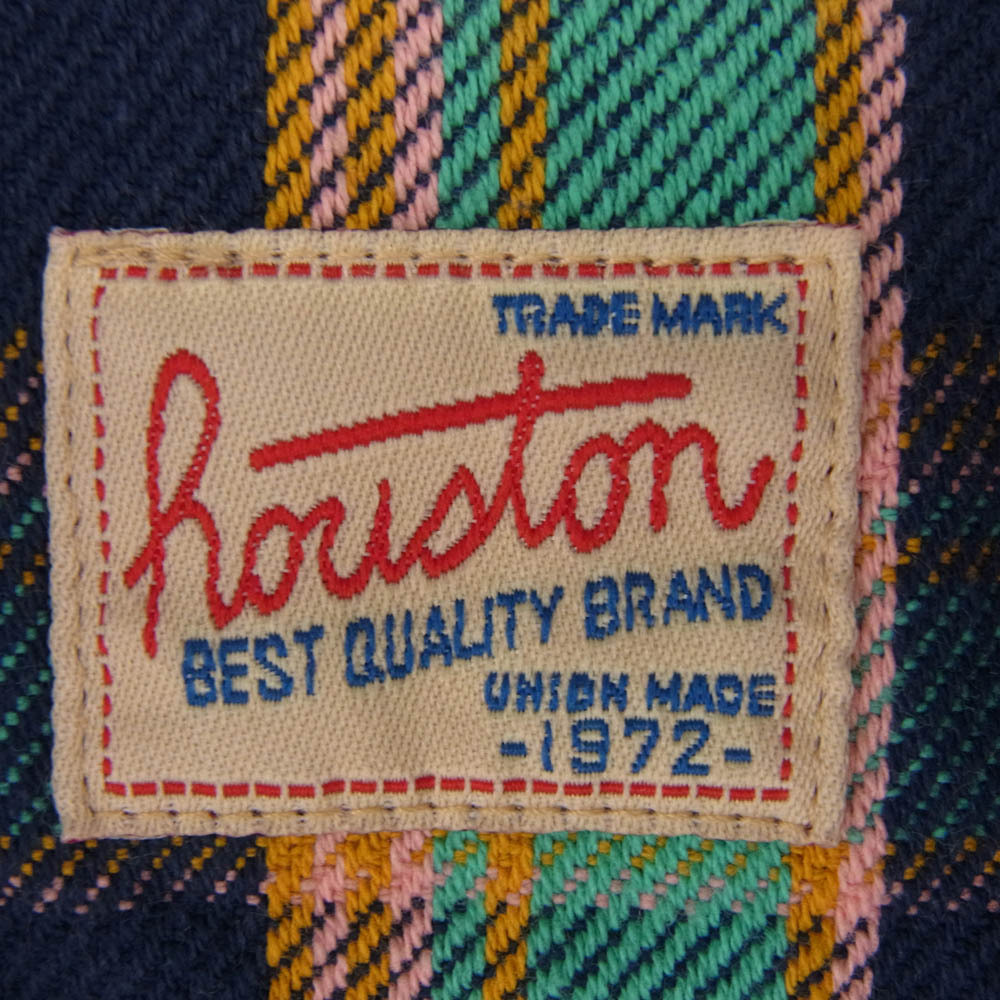 TRADE MARK
houston
BEST QUALITY BRAND
UNION MADE
-1972-